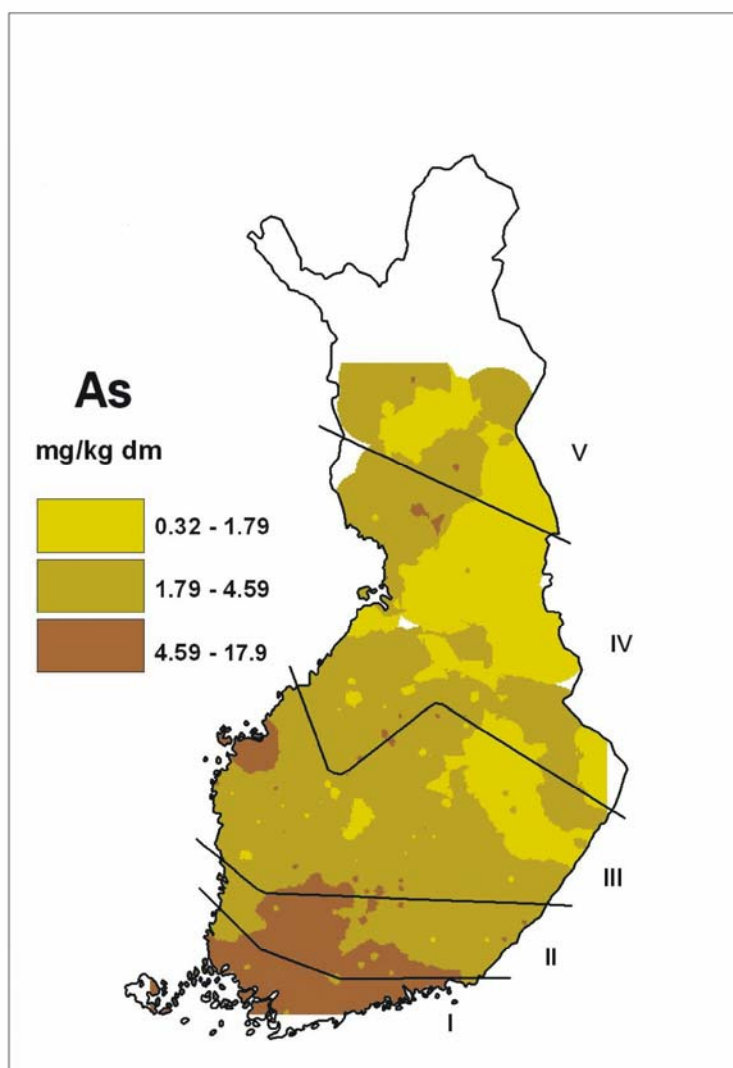 As
mg/kg dm
0.32 - 1.79
1.79 - 4.59
4.59 - 17.9
V
IV
III
II
I